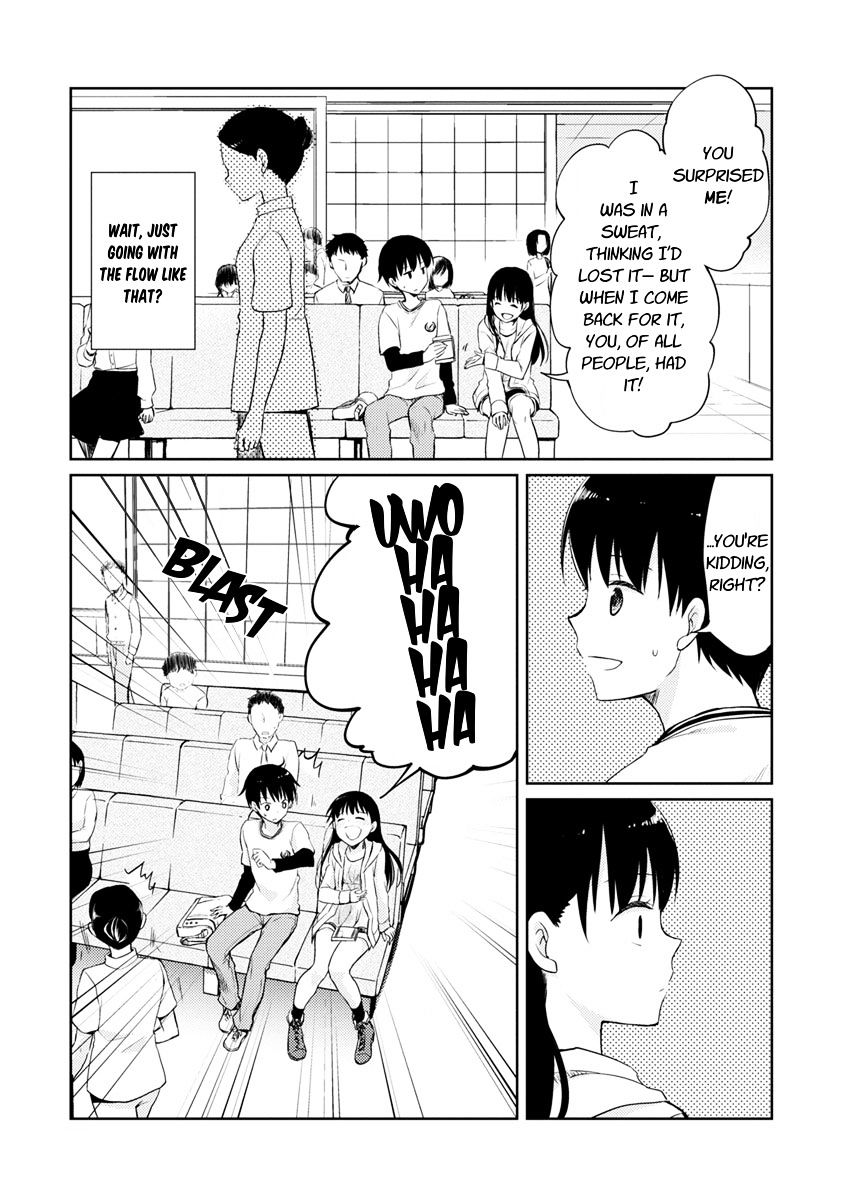 YOU
SURPRISED
ME!
I
WAS IN A
SWEAT,
THINKING I'D
LOST IT— BUT
WHEN I COME
BACK FOR IT,
YOU, OF ALL
PEOPLE, HAD
IT!
WAIT, JUST
GOING WITH
THE FLOW LIKE
THAT?
...YOU'RE
KIDDING,
RIGHT?
UWO
HA
HA
HA
HA
BLAST